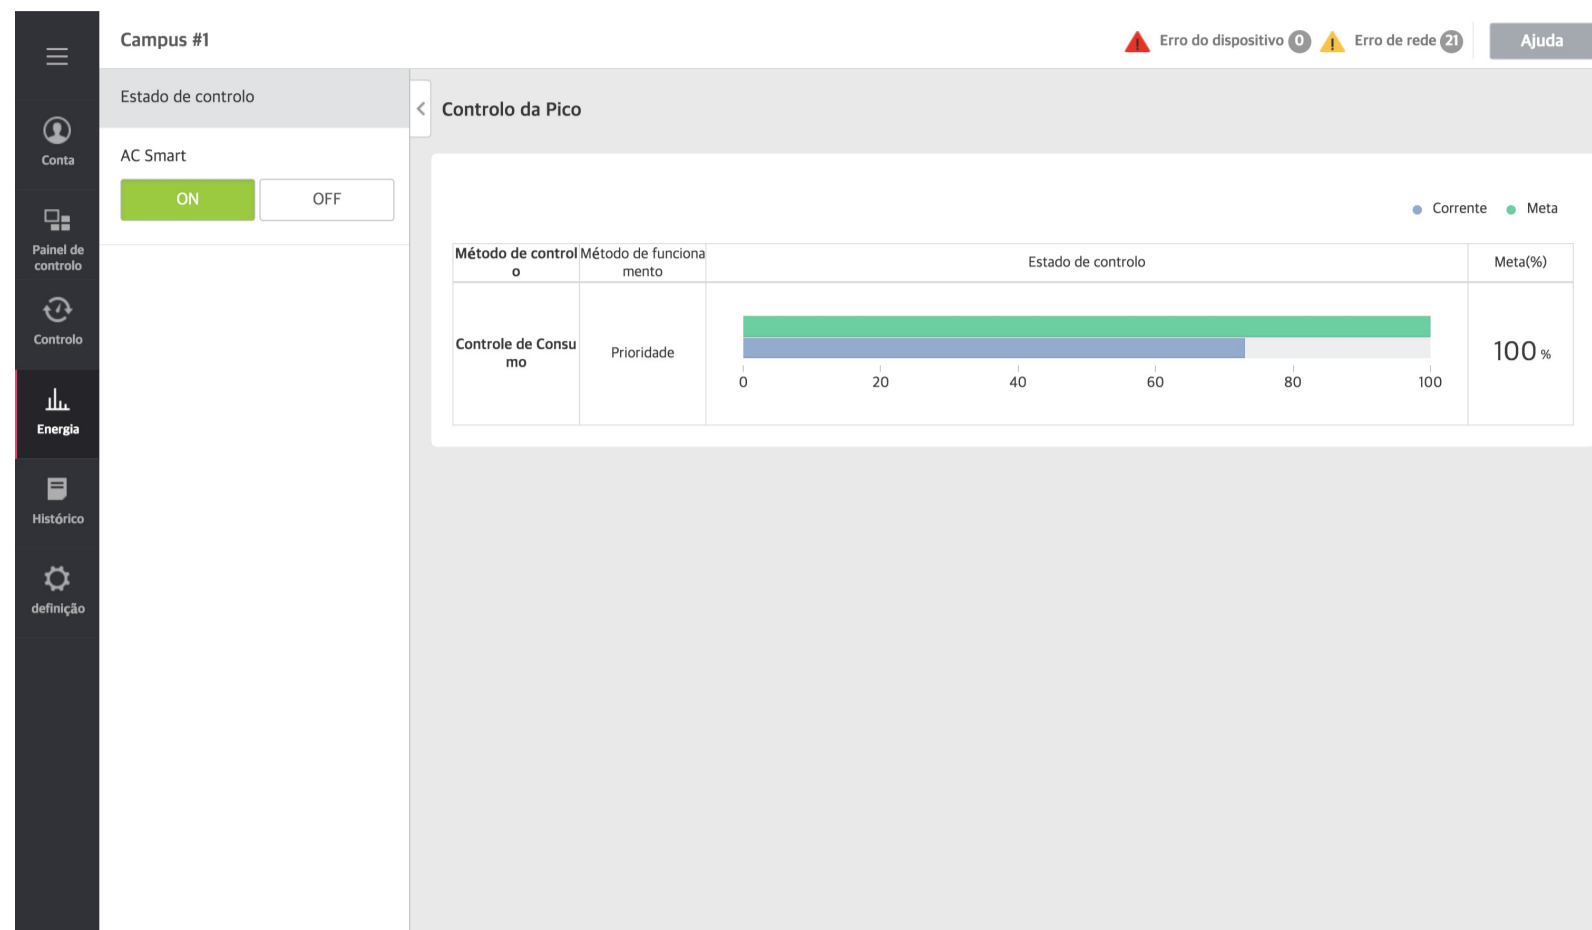 Campus #1
Erro do dispositivo 0
Erro de rede 21
Ajuda
Conta
Painel de
controlo
Controlo
Energia
Histórico
definição
Estado de controlo
AC Smart
ON
OFF
Controlo da Pico
Corrente
Meta
Método de control
o
Método de funciona
mento
Estado de controlo
Meta(%)
Controle de Consu
mo
Prioridade
0 20 40 60 80 100
100 %